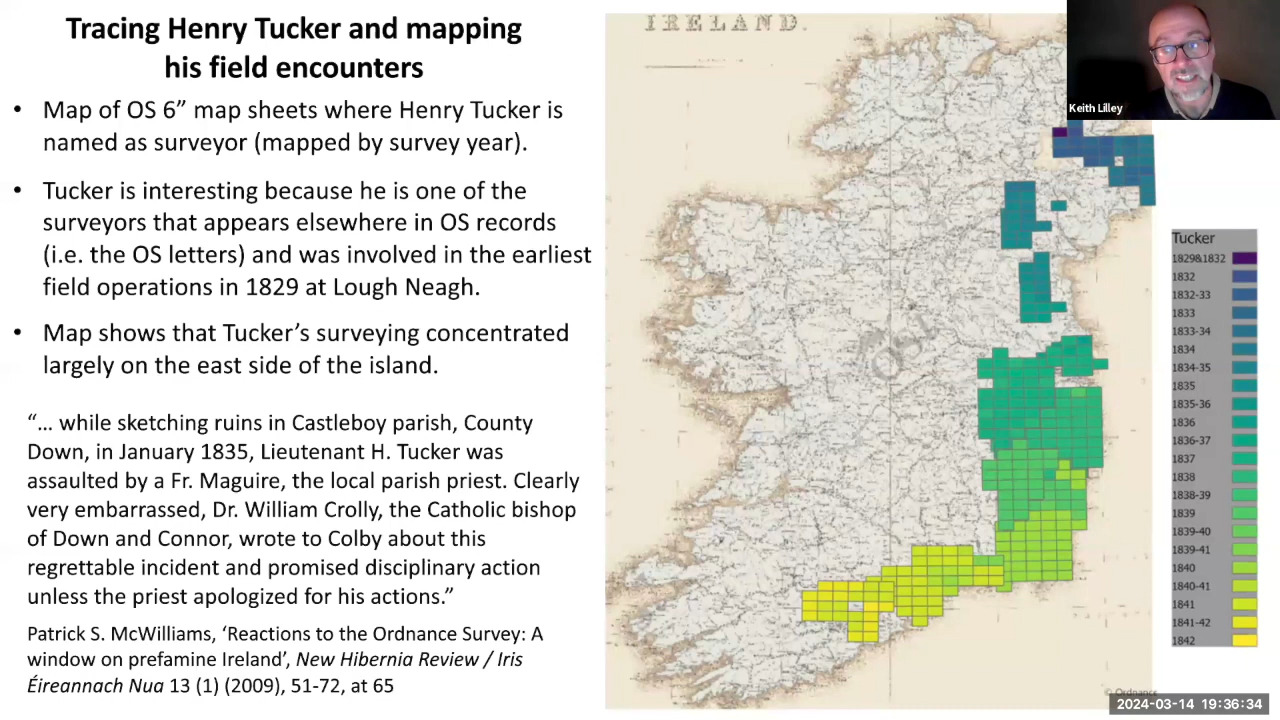 Tracing Henry Tucker and mapping
his field encounters
• Map of OS 6” map sheets where Henry Tucker is
named as surveyor (mapped by survey year).
• Tucker is interesting because he is one of the
surveyors that appears elsewhere in OS records
(i.e. the OS letters) and was involved in the earliest
field operations in 1829 at Lough Neagh.
• Map shows that Tucker’s surveying concentrated
largely on the east side of the island.
“… while sketching ruins in Castleboy parish, County
Down, in January 1835, Lieutenant H. Tucker was
assaulted by a Fr. Maguire, the local parish priest. Clearly
very embarrassed, Dr. William Crolly, the Catholic bishop
of Down and Connor, wrote to Colby about this
regrettable incident and promised disciplinary action
unless the priest apologized for his actions.”
Patrick S. McWilliams, ‘Reactions to the Ordnance Survey: A
window on prefamine Ireland’, New Hibernia Review / Iris
Éireannach Nua 13 (1) (2009), 51-72, at 65
IRELAND.
Keith Lilley
Tucker
1829&1832
1832
1832-33
1833
1833-34
1834
1834-35
1835
1835-36
1836
1836-37
1837
1838
1838-39
1839
1839-40
1839-41
1840
1840-41
1841
1841-42
1842
© Ordnance
2024-03-14 19:36:34